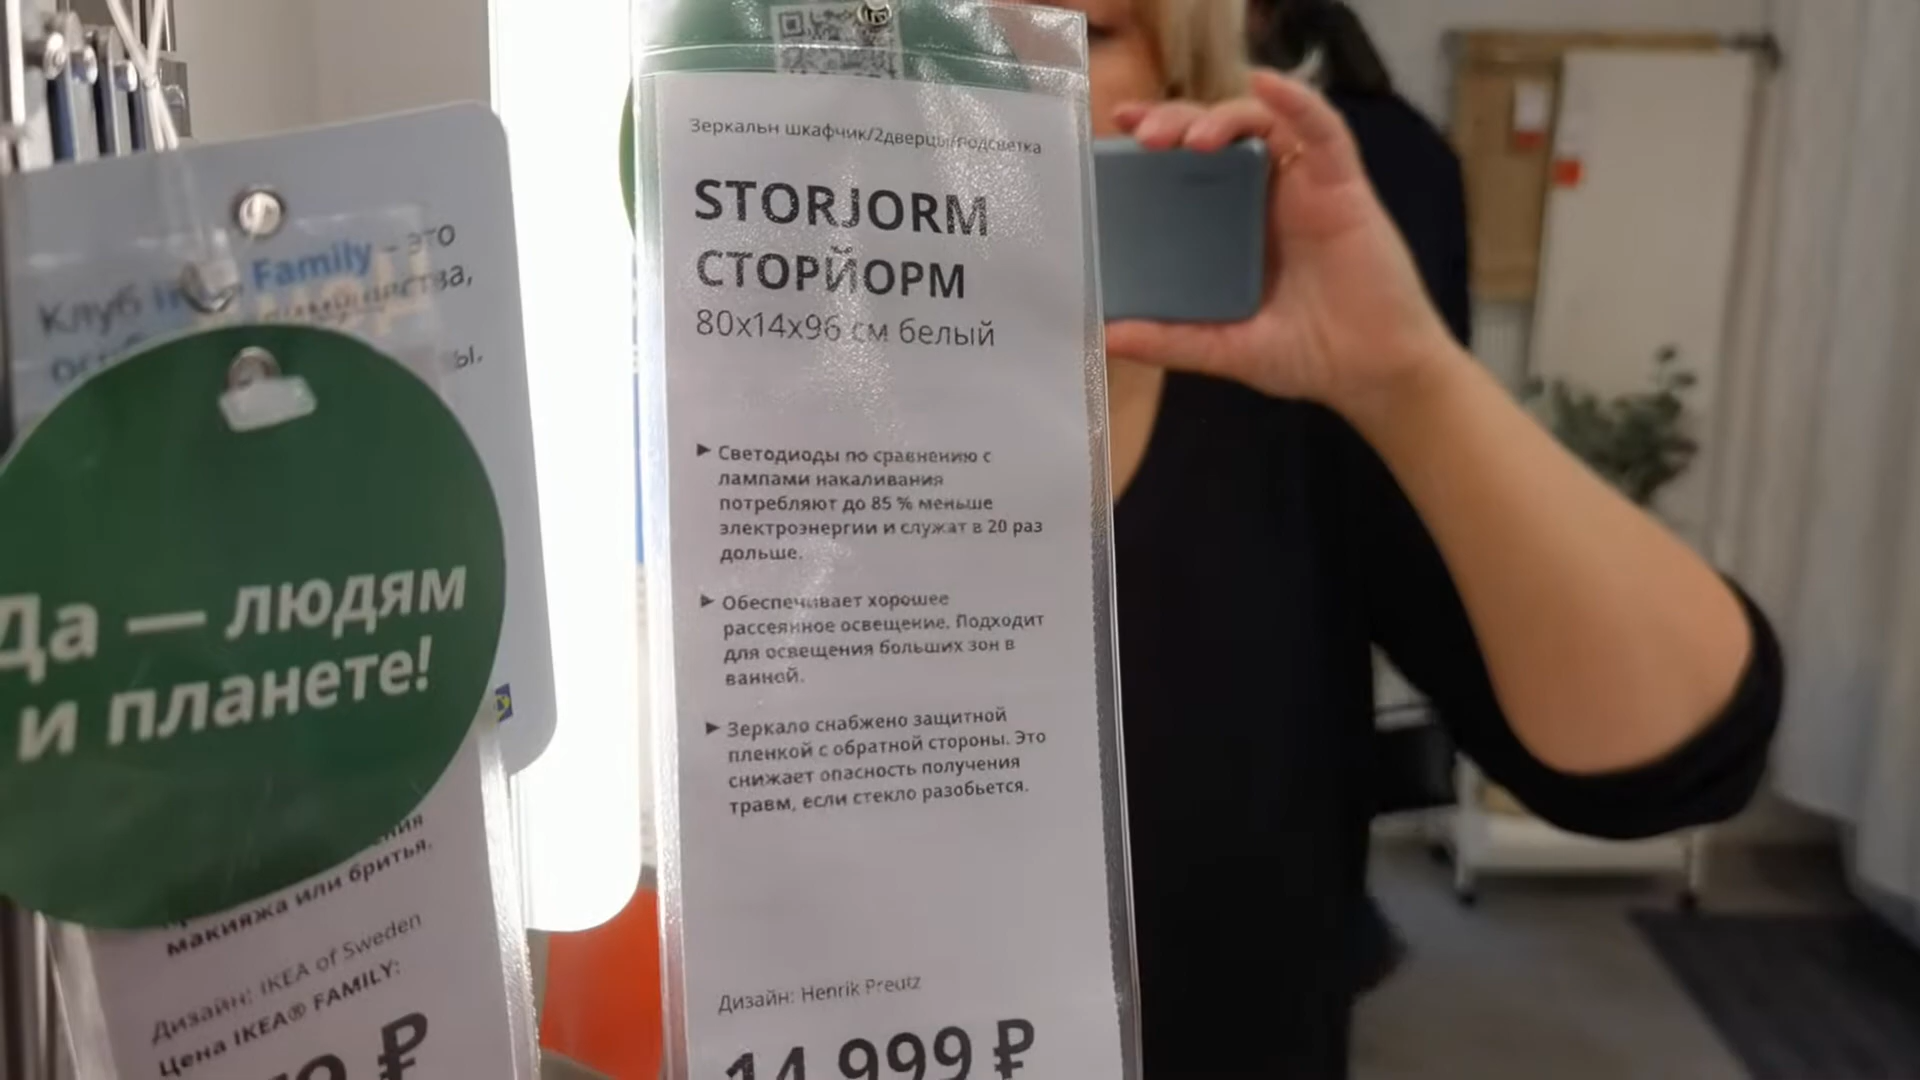 Клуб Family – это
ы.
Да — людям
и планете!
макияжа или бритья.
Дизайн: IKEA of Sweden
Цена IKEA® FAMILY:
9 ₽
Зеркальн шкафчик/2дверцы/подсветка
STORJORM
СТОРЙОРМ
80x14x96 см белый
▶ Светодиоды по сравнению с
лампами накаливания
потребляют до 85 % меньше
электроэнергии и служат в 20 раз
дольше.
▶ Обеспечивает хорошее
рассеянное освещение. Подходит
для освещения больших зон в
ванной.
▶ Зеркало снабжено защитной
пленкой с обратной стороны. Это
снижает опасность получения
травм, если стекло разобьется.
Дизайн: Henrik Preutz
14 999 ₽